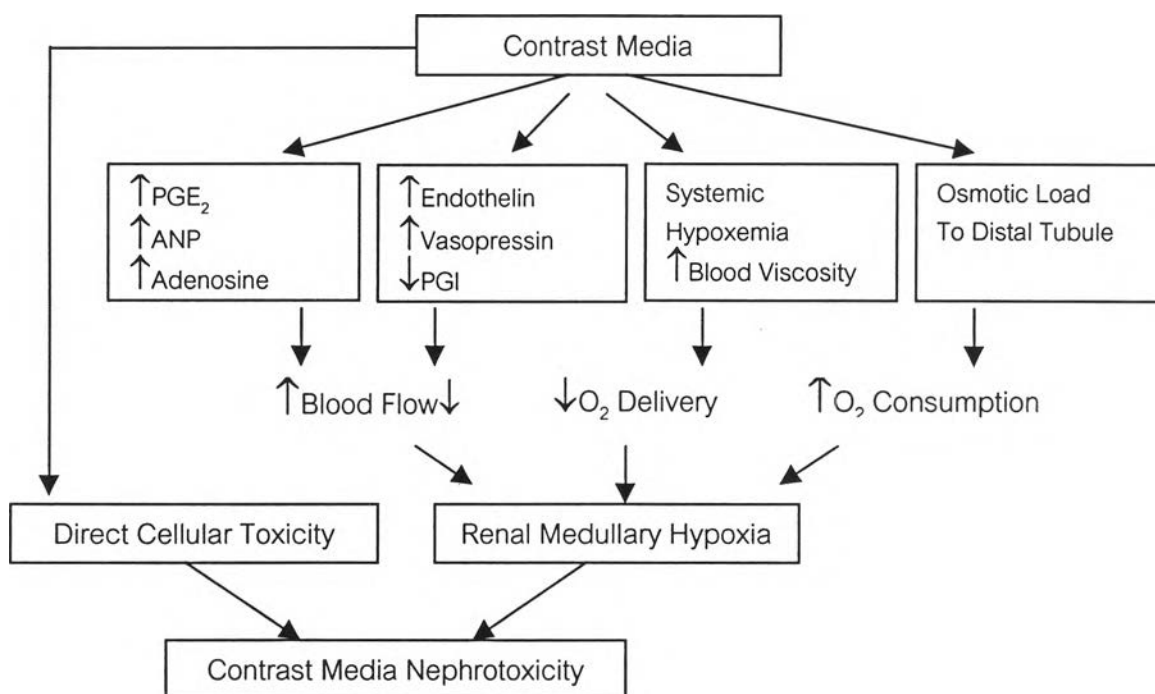 Contrast Media
↑PGE₂
↑ANP
↑Adenosine
↑Endothelin
↑Vasopressin
↓PGI
Systemic
Hypoxemia
↑Blood Viscosity
Osmotic Load
To Distal Tubule
↑Blood Flow↓
↓O₂ Delivery
↑O₂ Consumption
Direct Cellular Toxicity
Renal Medullary Hypoxia
Contrast Media Nephrotoxicity